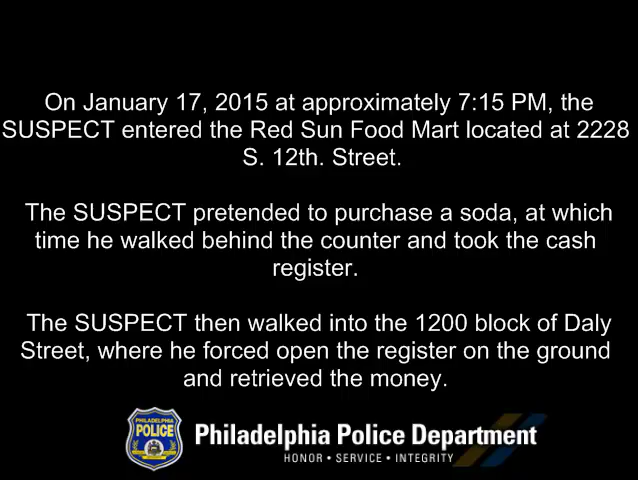 On January 17, 2015 at approximately 7:15 PM, the
SUSPECT entered the Red Sun Food Mart located at 2228
S. 12th. Street.
The SUSPECT pretended to purchase a soda, at which
time he walked behind the counter and took the cash
register.
The SUSPECT then walked into the 1200 block of Daly
Street, where he forced open the register on the ground
and retrieved the money.
PHILADELPHIA
POLICE
Philadelphia Police Department
HONOR • SERVICE • INTEGRITY